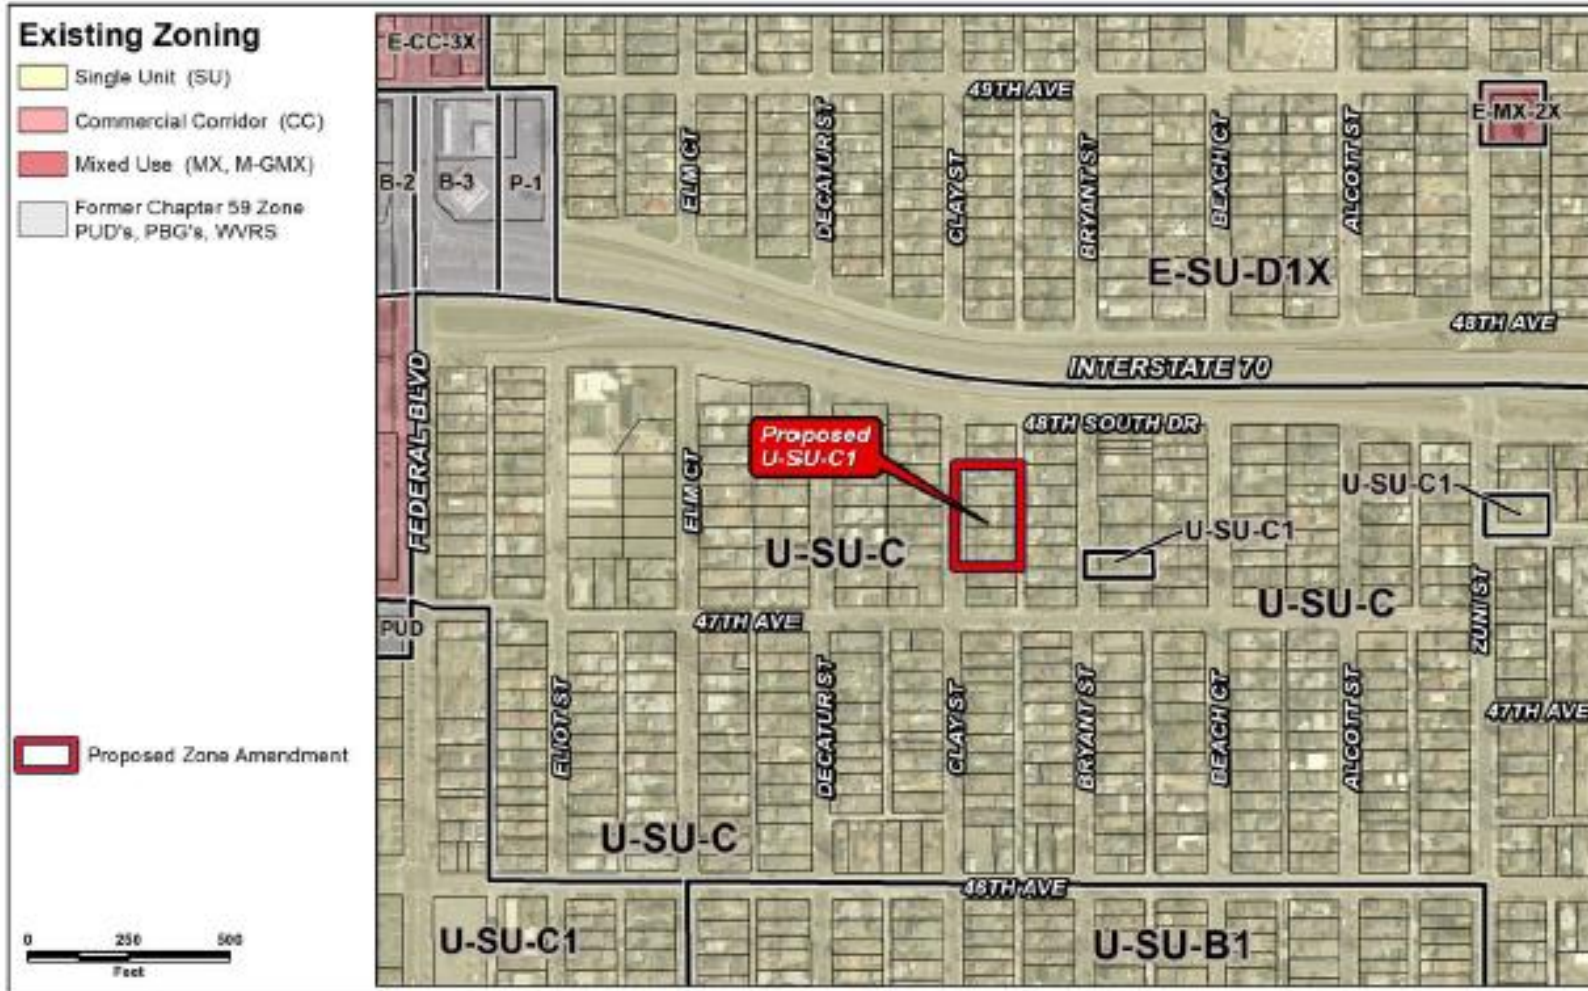 Existing Zoning
Single Unit (SU)
Commercial Corridor (CC)
Mixed Use (MX, M-GMX)
Former Chapter 59 Zone
PUD's, PBG's, WVRS
Proposed Zone Amendment
0 250 500
Feet
E-CC-3X
49TH AVE
E-MX-2X
B-2
B-3
P-1
ELM CT
DECATUR ST
CLAY ST
BRYANT ST
BEACH CT
ALCOTT ST
E-SU-D1X
48TH AVE
INTERSTATE 70
FEDERAL BLVD
48TH SOUTH DR
Proposed
U-SU-C1
ELM CT
U-SU-C1
U-SU-C1
U-SU-C
U-SU-C
ZUNI ST
PUD
47TH AVE
ELIOT ST
DECATUR ST
CLAY ST
BRYANT ST
BEACH CT
ALCOTT ST
47TH AVE
U-SU-C
46TH AVE
U-SU-C1
U-SU-B1